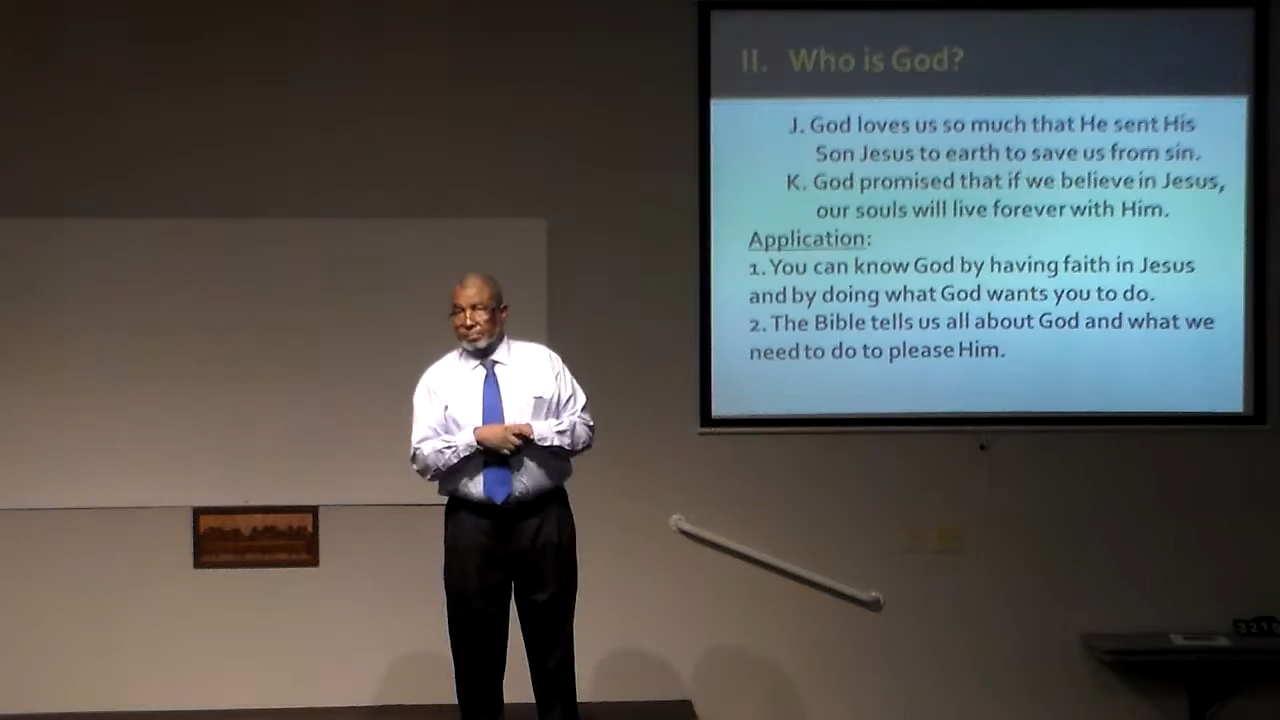 II. Who is God?
J. God loves us so much that He sent His
Son Jesus to earth to save us from sin.
K. God promised that if we believe in Jesus,
our souls will live forever with Him.
Application:
1. You can know God by having faith in Jesus
and by doing what God wants you to do.
2. The Bible tells us all about God and what we
need to do to please Him.